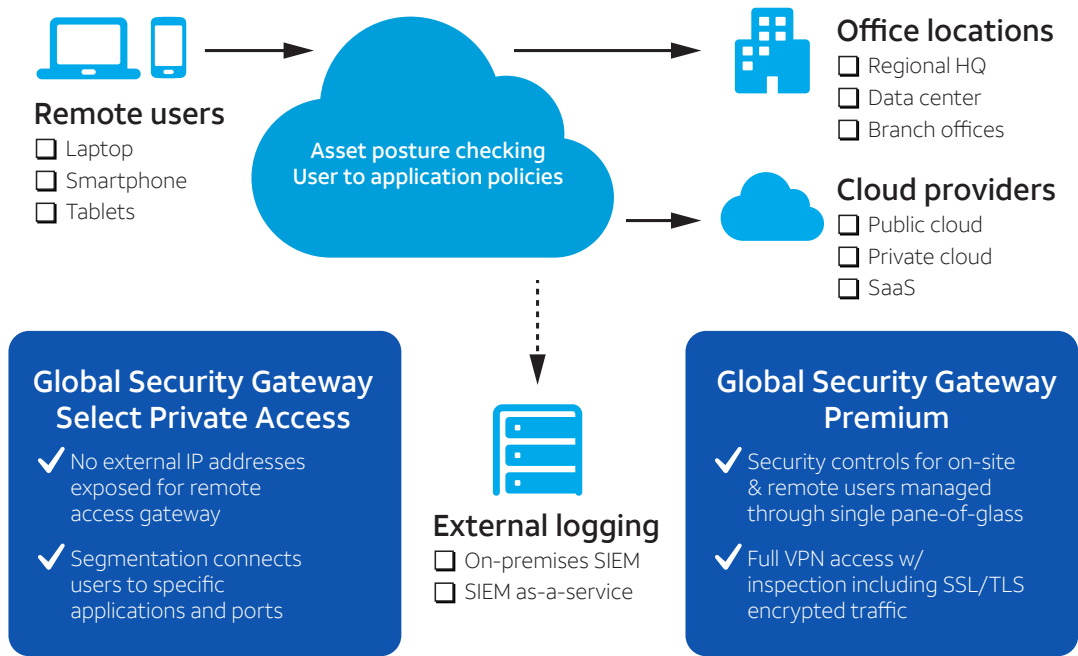 Remote users
Laptop
Smartphone
Tablets
Asset posture checking
User to application policies
Office locations
Regional HQ
Data center
Branch offices
Cloud providers
Public cloud
Private cloud
SaaS
Global Security Gateway
Select Private Access
No external IP addresses
exposed for remote
access gateway
Segmentation connects
users to specific
applications and ports
External logging
On-premises SIEM
SIEM as-a-service
Global Security Gateway
Premium
Security controls for on-site
& remote users managed
through single pane-of-glass
Full VPN access w/
inspection including SSL/TLS
encrypted traffic